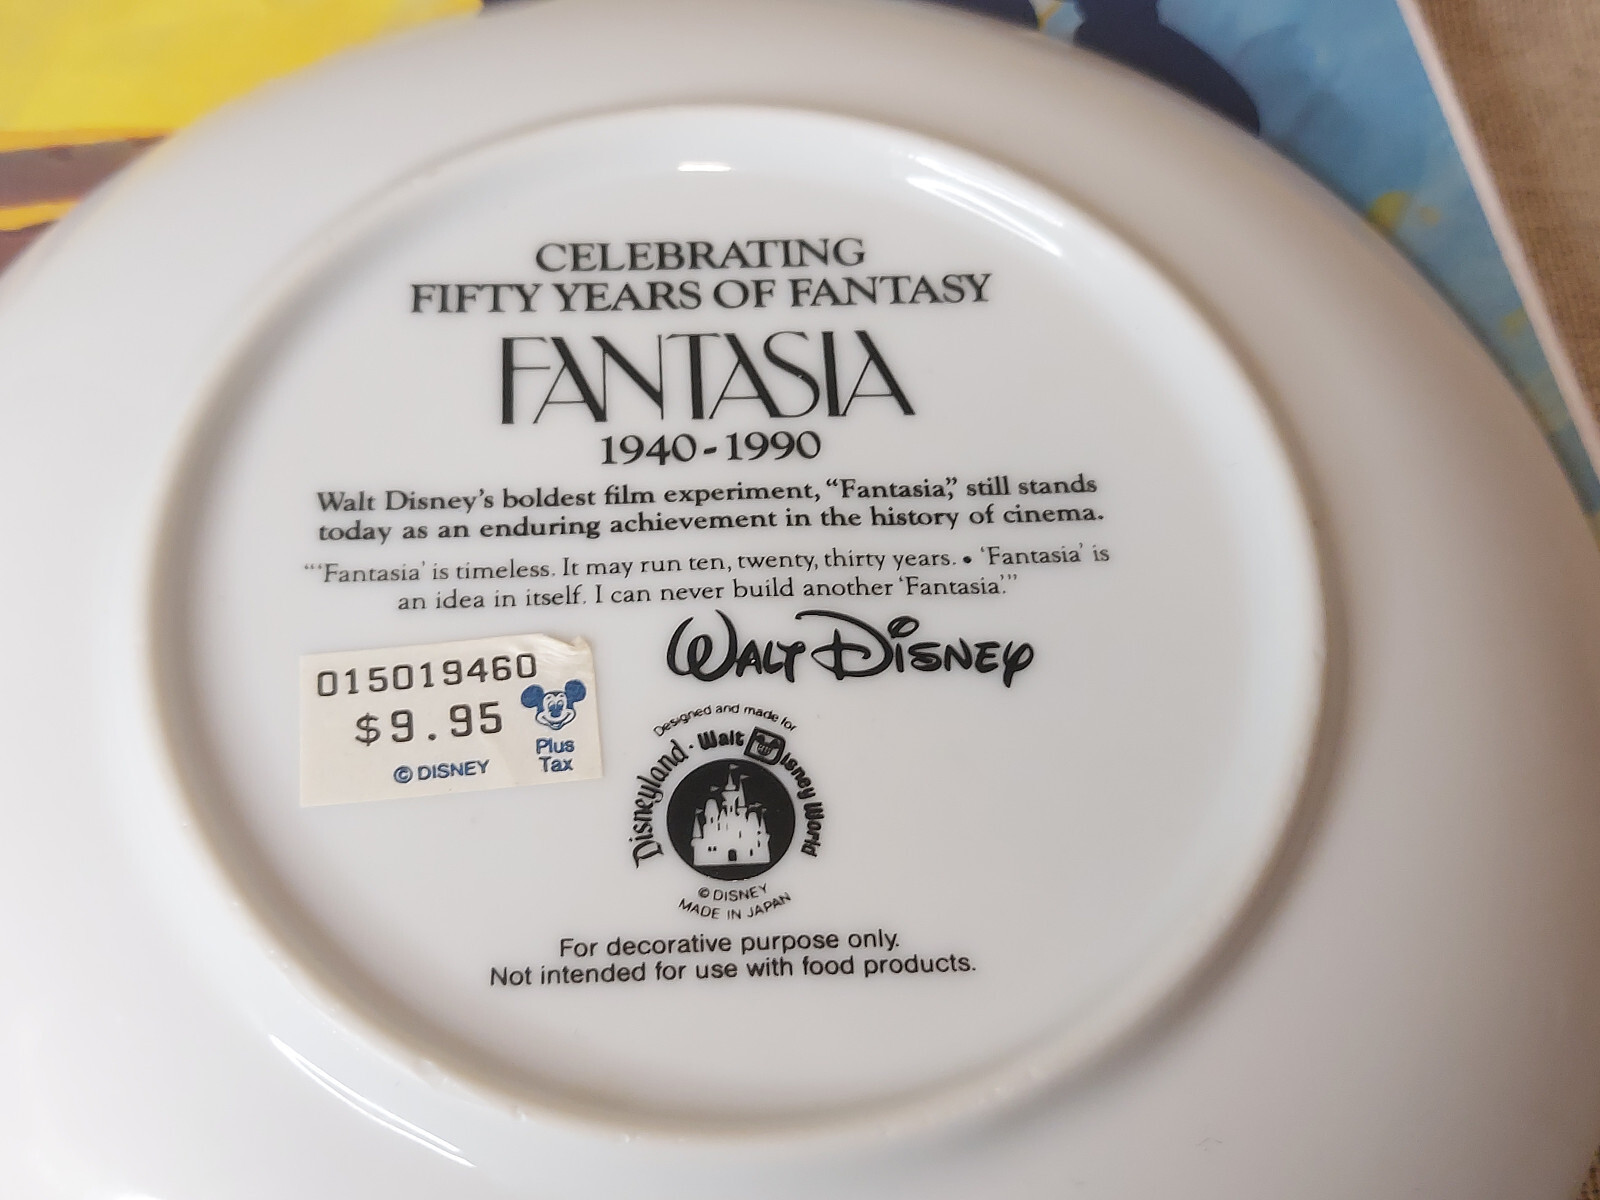 CELEBRATING
FIFTY YEARS OF FANTASY
FANTASIA
1940-1990
Walt Disney's boldest film experiment, “Fantasia,” still stands
today as an enduring achievement in the history of cinema.
“‘Fantasia’ is timeless. It may run ten, twenty, thirty years. • ‘Fantasia’ is
an idea in itself. I can never build another ‘Fantasia.’”
WALT DISNEY
015019460
$9.95
Plus
Tax
© DISNEY
Designed and made for
Disneyland · Walt Disney World
© DISNEY
MADE IN JAPAN
For decorative purpose only.
Not intended for use with food products.